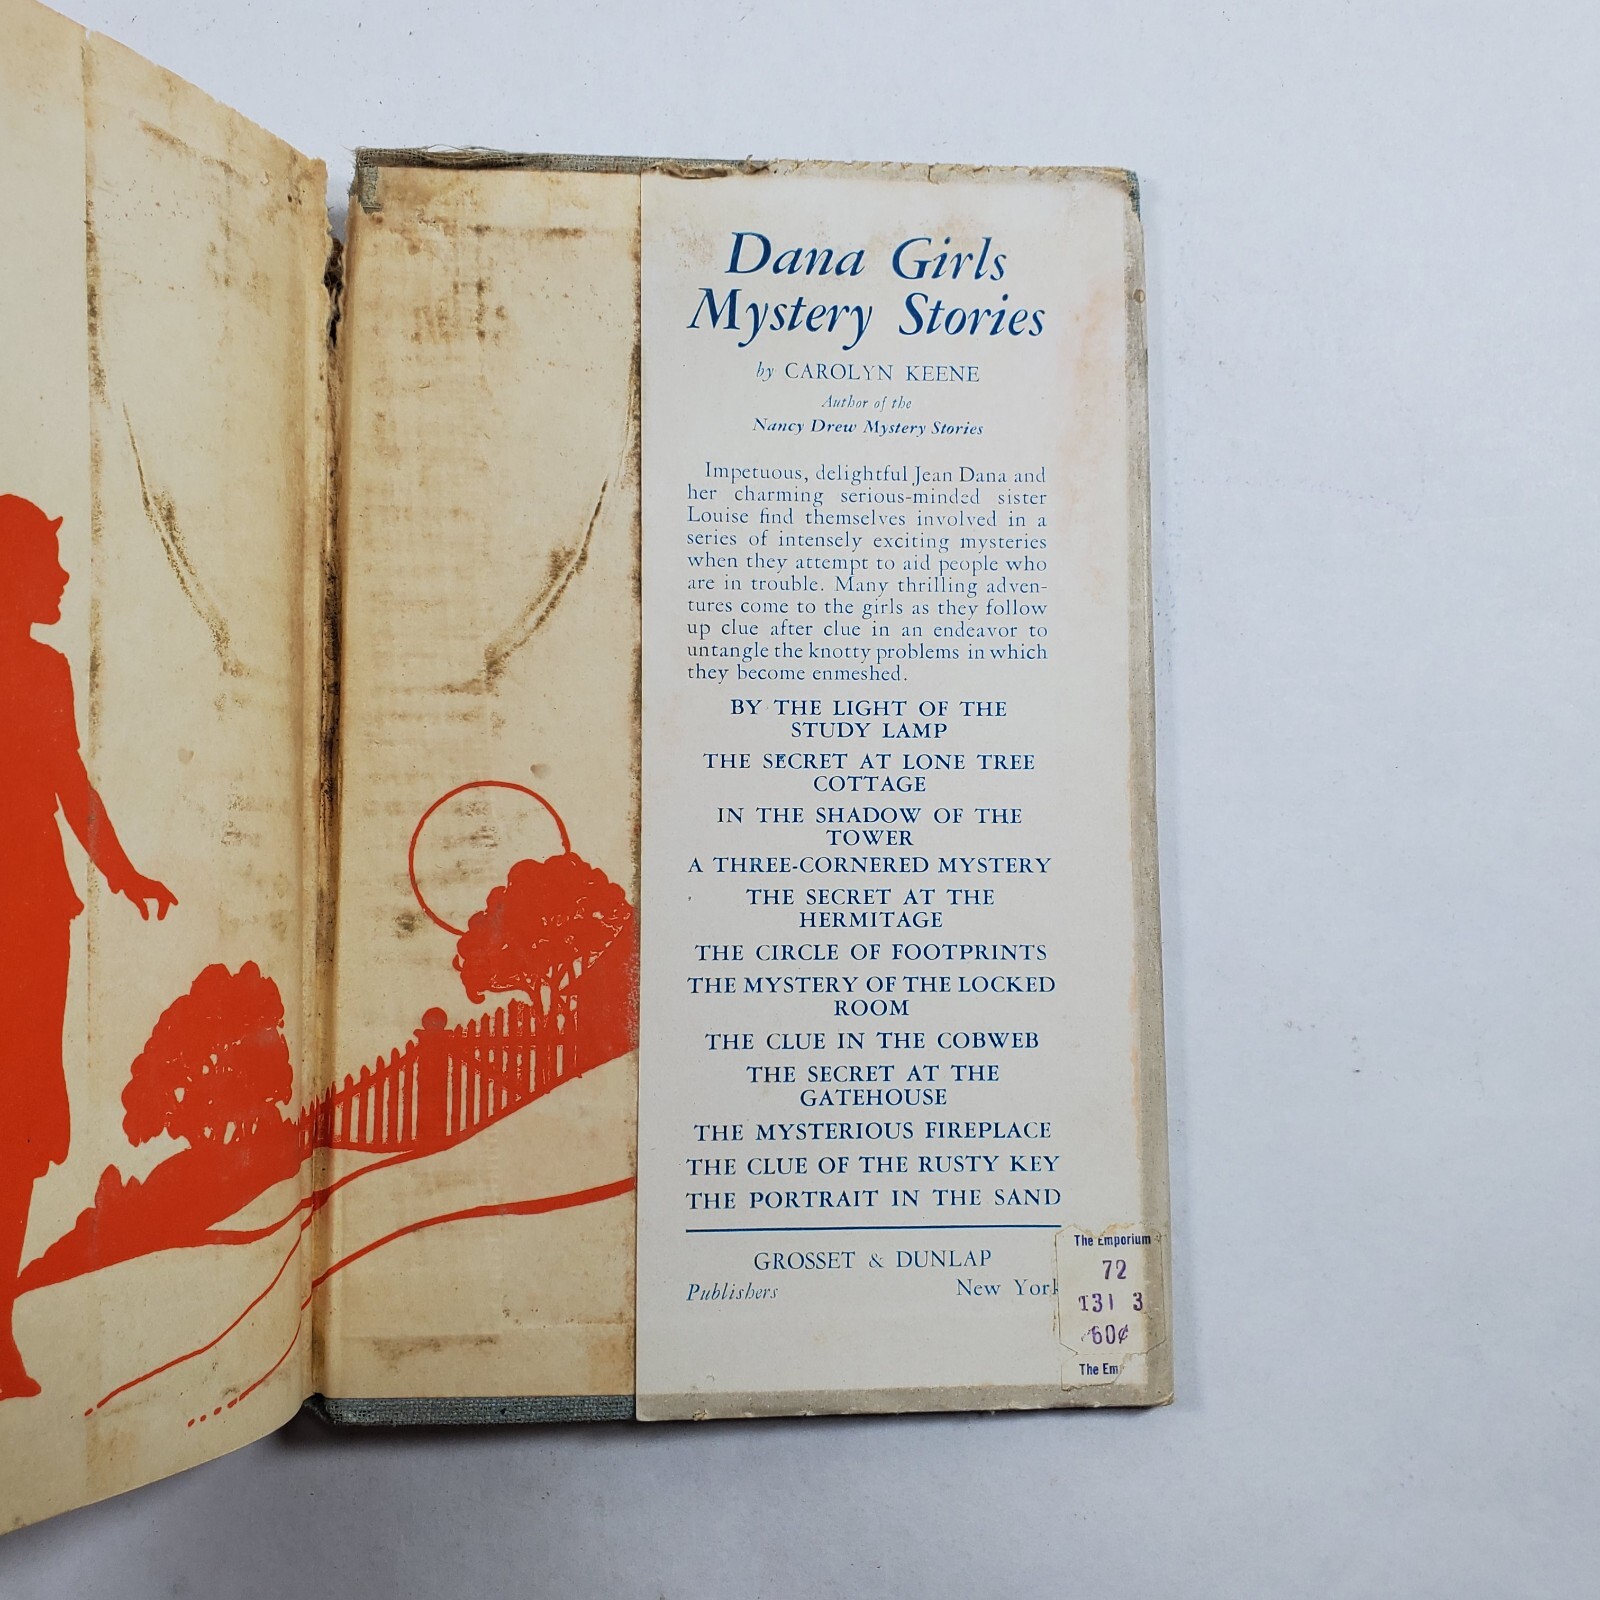 Dana Girls
Mystery Stories
by CAROLYN KEENE
Author of the
Nancy Drew Mystery Stories
Impetuous, delightful Jean Dana and
her charming serious-minded sister
Louise find themselves involved in a
series of intensely exciting mysteries
when they attempt to aid people who
are in trouble. Many thrilling adven-
tures come to the girls as they follow
up clue after clue in an endeavor to
untangle the knotty problems in which
they become enmeshed.
BY THE LIGHT OF THE
STUDY LAMP
THE SECRET AT LONE TREE
COTTAGE
IN THE SHADOW OF THE
TOWER
A THREE-CORNERED MYSTERY
THE SECRET AT THE
HERMITAGE
THE CIRCLE OF FOOTPRINTS
THE MYSTERY OF THE LOCKED
ROOM
THE CLUE IN THE COBWEB
THE SECRET AT THE
GATEHOUSE
THE MYSTERIOUS FIREPLACE
THE CLUE OF THE RUSTY KEY
THE PORTRAIT IN THE SAND
GROSSET & DUNLAP
Publishers New York
The Emporium
72
131 3
60¢
The Em